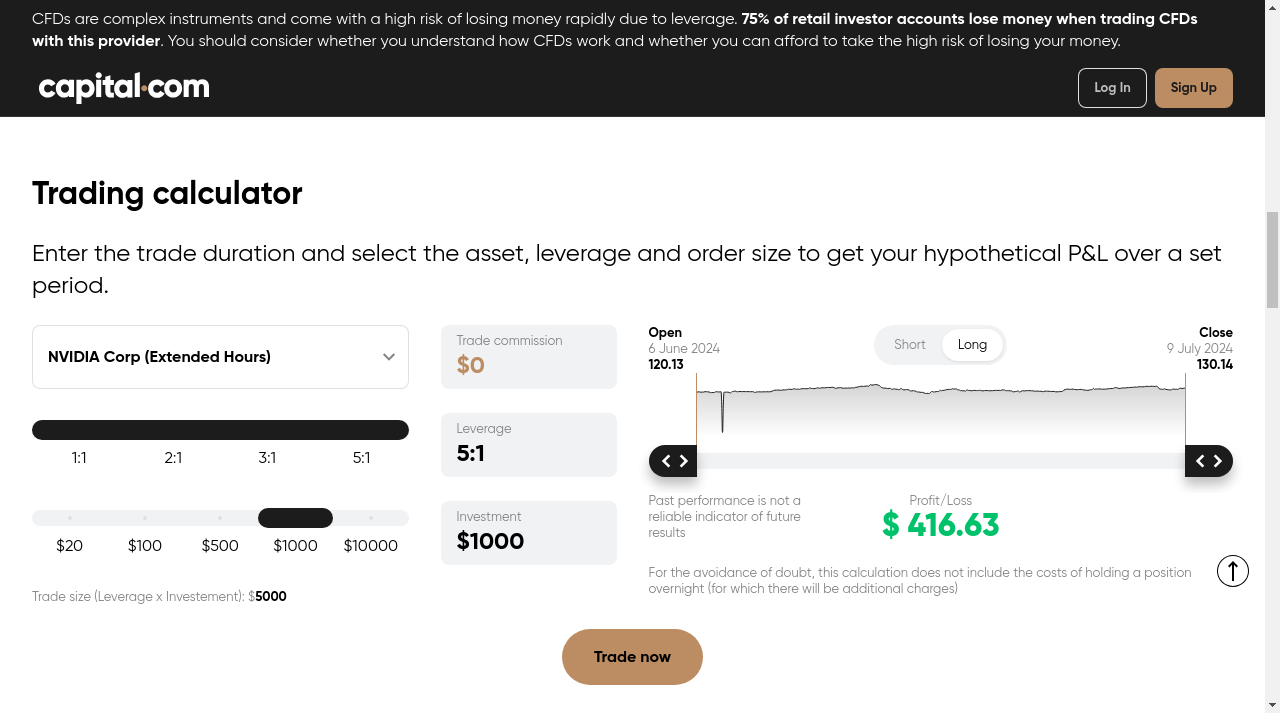 CFDs are complex instruments and come with a high risk of losing money rapidly due to leverage. 75% of retail investor accounts lose money when trading CFDs
with this provider. You should consider whether you understand how CFDs work and whether you can afford to take the high risk of losing your money.
capital.com
Log In
Sign Up
Trading calculator
Enter the trade duration and select the asset, leverage and order size to get your hypothetical P&L over a set
period.
NVIDIA Corp (Extended Hours)
1:1
2:1
3:1
5:1
$20
$100
$500
$1000
$10000
Trade size (Leverage x Investement): $5000
Trade commission
$0
Leverage
5:1
Investment
$1000
Open
6 June 2024
120.13
Short
Long
Close
9 July 2024
130.14
Past performance is not a
reliable indicator of future
results
Profit/Loss
$ 416.63
For the avoidance of doubt, this calculation does not include the costs of holding a position
overnight (for which there will be additional charges)
Trade now